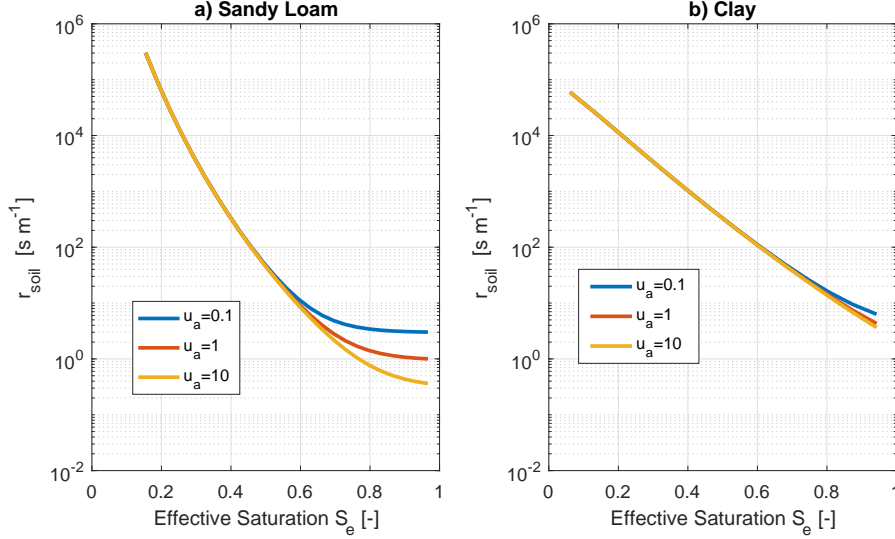 a) Sandy Loam
10^6
10^4
10^2
10^0
10^-2
r_soil [s m^-1]
u_a=0.1
u_a=1
u_a=10
0 0.2 0.4 0.6 0.8 1
Effective Saturation S_e [-]
b) Clay
10^6
10^4
10^2
10^0
10^-2
r_soil [s m^-1]
u_a=0.1
u_a=1
u_a=10
0 0.2 0.4 0.6 0.8 1
Effective Saturation S_e [-]